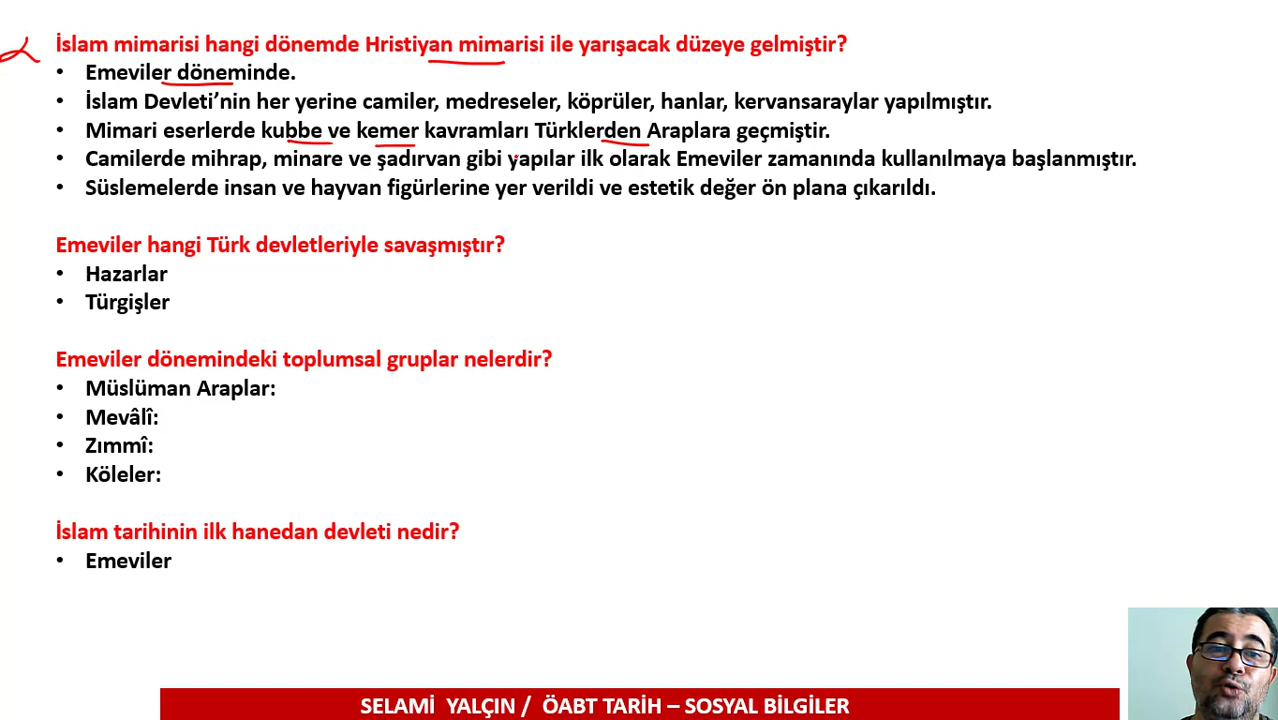 İslam mimarisi hangi dönemde Hristiyan mimarisi ile yarışacak düzeye gelmiştir?
• Emeviler döneminde.
• İslam Devleti’nin her yerine camiler, medreseler, köprüler, hanlar, kervansaraylar yapılmıştır.
• Mimari eserlerde kubbe ve kemer kavramları Türklerden Araplara geçmiştir.
• Camilerde mihrap, minare ve şadırvan gibi yapılar ilk olarak Emeviler zamanında kullanılmaya başlanmıştır.
• Süslemelerde insan ve hayvan figürlerine yer verildi ve estetik değer ön plana çıkarıldı.
Emeviler hangi Türk devletleriyle savaşmıştır?
• Hazarlar
• Türgişler
Emeviler dönemindeki toplumsal gruplar nelerdir?
• Müslüman Araplar:
• Mevâlî:
• Zımmî:
• Köleler:
İslam tarihinin ilk hanedan devleti nedir?
• Emeviler
SELAMİ YALÇIN / ÖABT TARİH – SOSYAL BİLGİLER